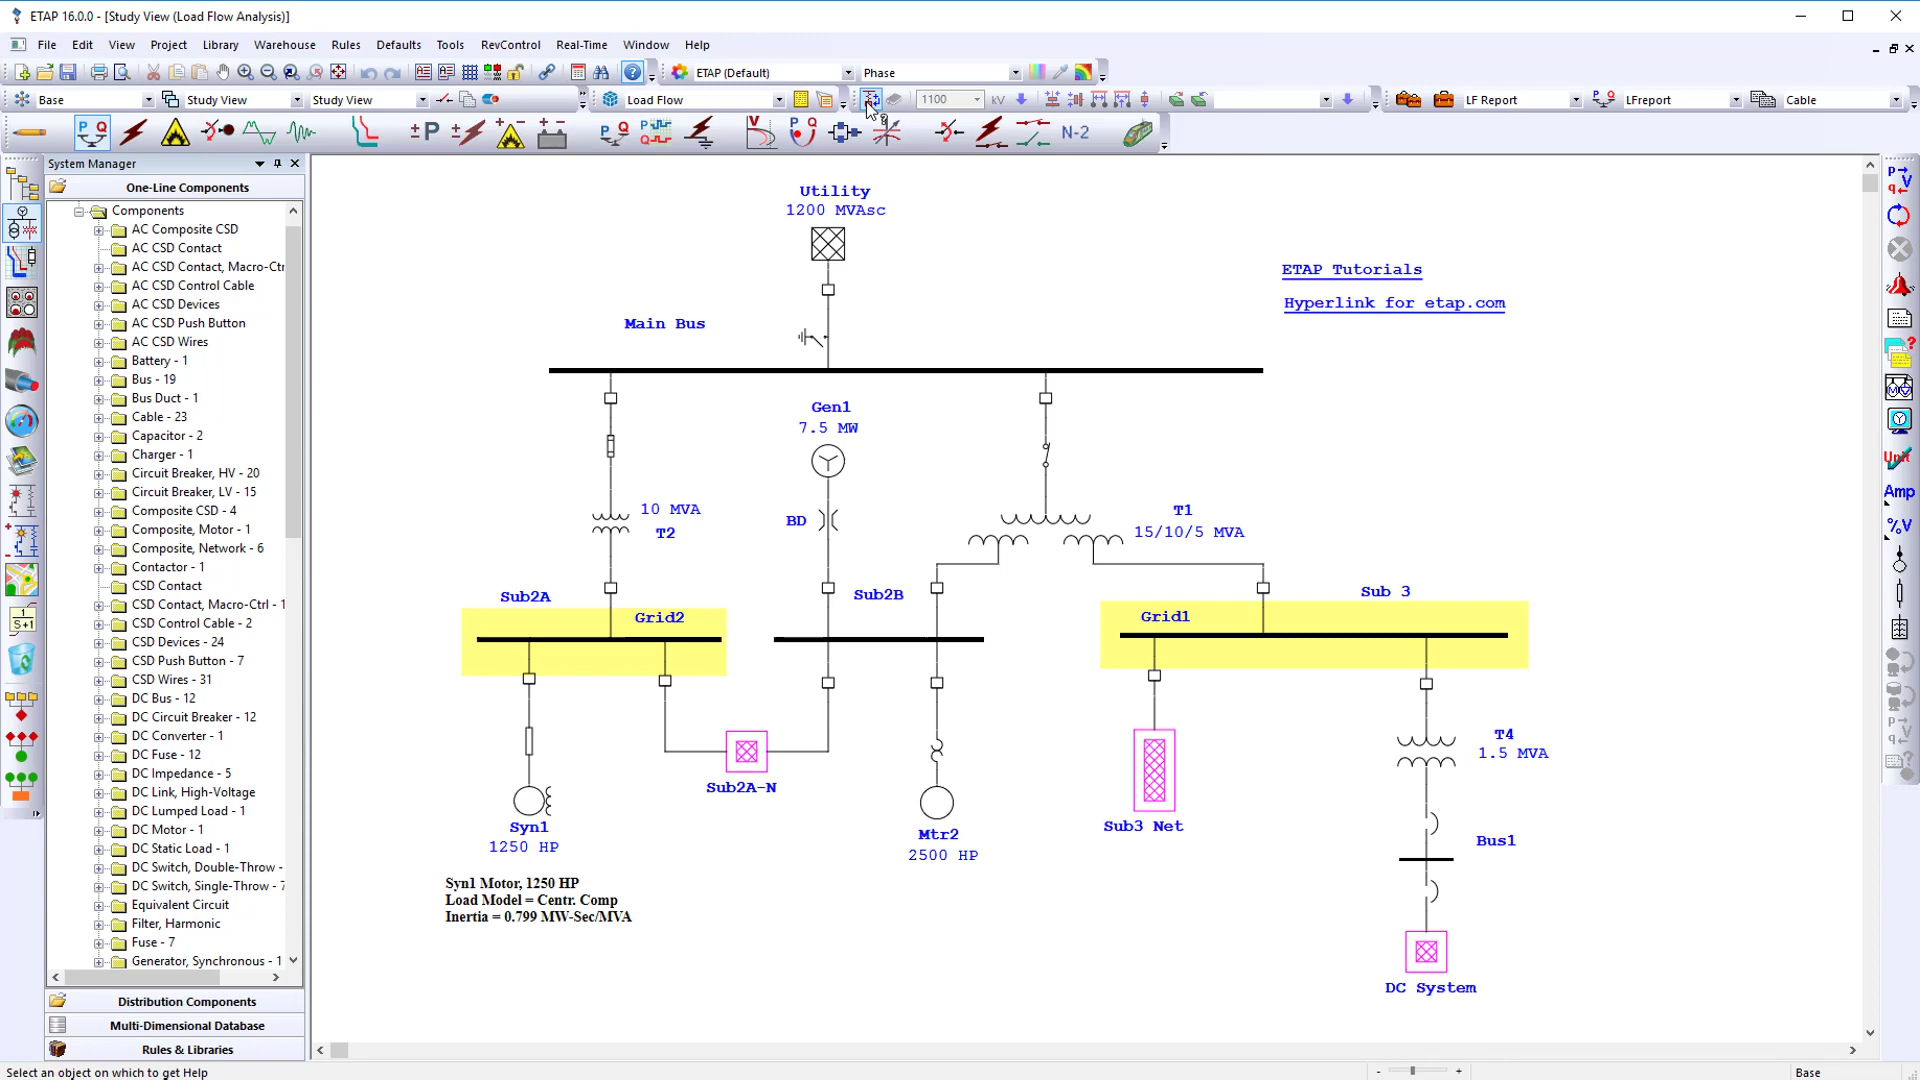 ETAP 16.0.0 - [Study View (Load Flow Analysis)]
File Edit View Project Library Warehouse Rules Defaults Tools RevControl Real-Time Window Help
ETAP (Default) Phase
Base Study View Study View Load Flow 1100 kV LF Report LFreport Cable
P Q ± P ± P Q P Q Q V P Q N-2
System Manager
One-Line Components
Components
AC Composite CSD
AC CSD Contact
AC CSD Contact, Macro-Ctr
AC CSD Control Cable
AC CSD Devices
AC CSD Push Button
AC CSD Wires
Battery - 1
Bus - 19
Bus Duct - 1
Cable - 23
Capacitor - 2
Charger - 1
Circuit Breaker, HV - 20
Circuit Breaker, LV - 15
Composite CSD - 4
Composite, Motor - 1
Composite, Network - 6
Contactor - 1
CSD Contact
CSD Contact, Macro-Ctrl - 1
CSD Control Cable - 2
CSD Devices - 24
CSD Push Button - 7
CSD Wires - 31
DC Bus - 12
DC Circuit Breaker - 12
DC Converter - 1
DC Fuse - 12
DC Impedance - 5
DC Link, High-Voltage
DC Lumped Load - 1
DC Motor - 1
DC Static Load - 1
DC Switch, Double-Throw -
DC Switch, Single-Throw - 7
Equivalent Circuit
Filter, Harmonic
Fuse - 7
Generator, Synchronous - 1
Distribution Components
Multi-Dimensional Database
Rules & Libraries
Utility
1200 MVAsc
ETAP Tutorials
Hyperlink for etap.com
Main Bus
Gen1
7.5 MW
10 MVA
T2
BD
T1
15/10/5 MVA
Sub2A
Grid2
Sub2B
Sub 3
Grid1
Sub2A-N
Syn1
1250 HP
Mtr2
2500 HP
Sub3 Net
T4
1.5 MVA
Bus1
DC System
Syn1 Motor, 1250 HP
Load Model = Centr. Comp
Inertia = 0.799 MW-Sec/MVA
P V
q
Unit
Amp
%V
P V
q
1
S+1
Select an object on which to get Help
- +
Base